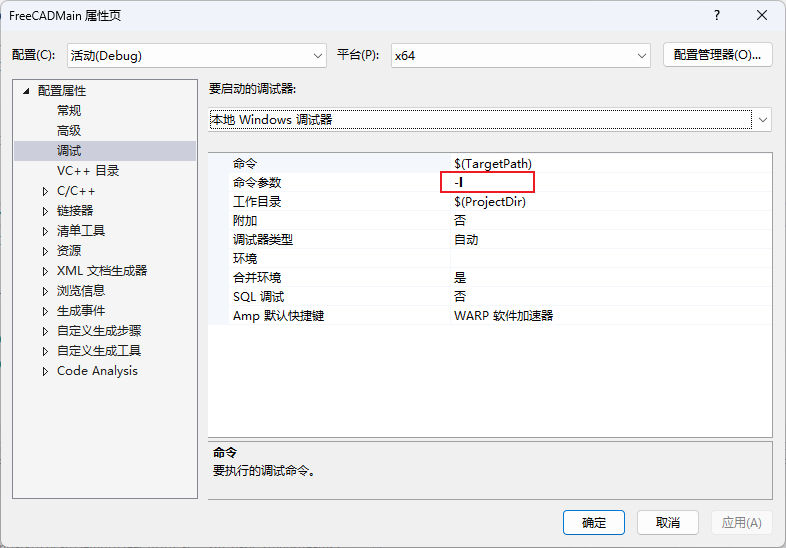 FreeCADMain 属性页
配置(C): 活动(Debug) 平台(P): x64 配置管理器(O)...
配置属性
常规
高级
调试
VC++ 目录
C/C++
链接器
清单工具
资源
XML 文档生成器
浏览信息
生成事件
自定义生成步骤
自定义生成工具
Code Analysis
要启动的调试器:
本地 Windows 调试器
命令 $(TargetPath)
命令参数 -l
工作目录 $(ProjectDir)
附加 否
调试器类型 自动
环境
合并环境 是
SQL 调试 否
Amp 默认快捷键 WARP 软件加速器
命令
要执行的调试命令。
确定 取消 应用(A)